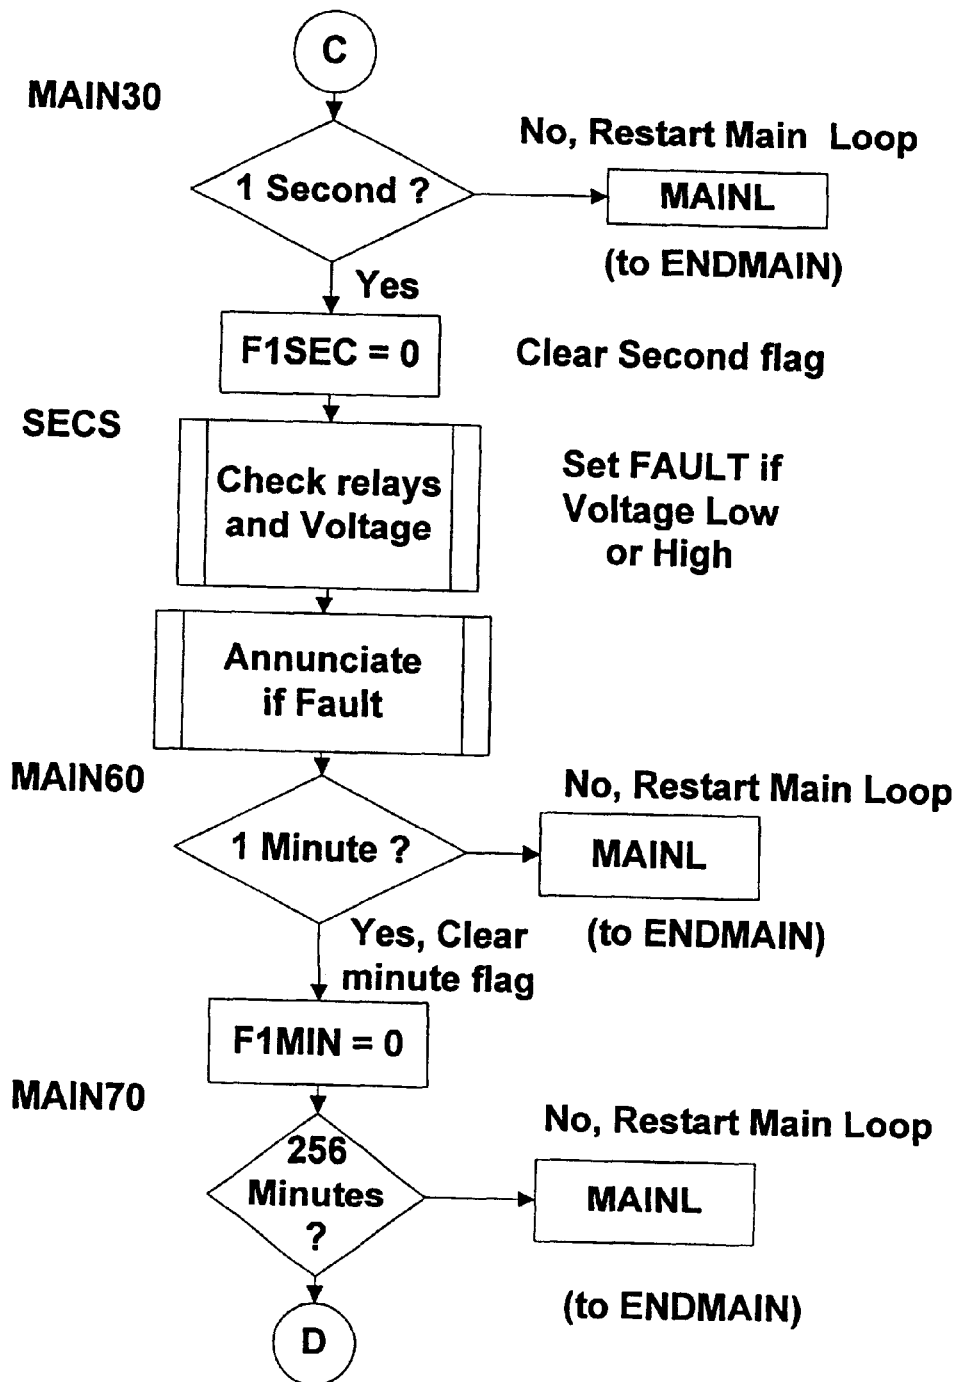 C
MAIN30
No, Restart Main Loop
1 Second ?
MAINL
(to ENDMAIN)
Yes
F1SEC = 0
Clear Second flag
SECS
Check relays
and Voltage
Set FAULT if
Voltage Low
or High
Annunciate
if Fault
MAIN60
No, Restart Main Loop
1 Minute ?
MAINL
Yes, Clear
minute flag
(to ENDMAIN)
F1MIN = 0
MAIN70
No, Restart Main Loop
256
Minutes
?
MAINL
(to ENDMAIN)
D